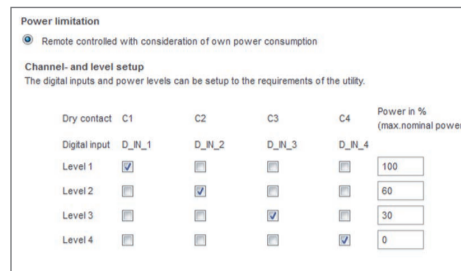 Power limitation
Remote controlled with consideration of own power consumption
Channel- and level setup
The digital inputs and power levels can be setup to the requirements of the utility.
Dry contact C1 C2 C3 C4 Power in %
(max.nominal power
Digital input D_IN_1 D_IN_2 D_IN_3 D_IN_4
Level 1 100
Level 2 60
Level 3 30
Level 4 0